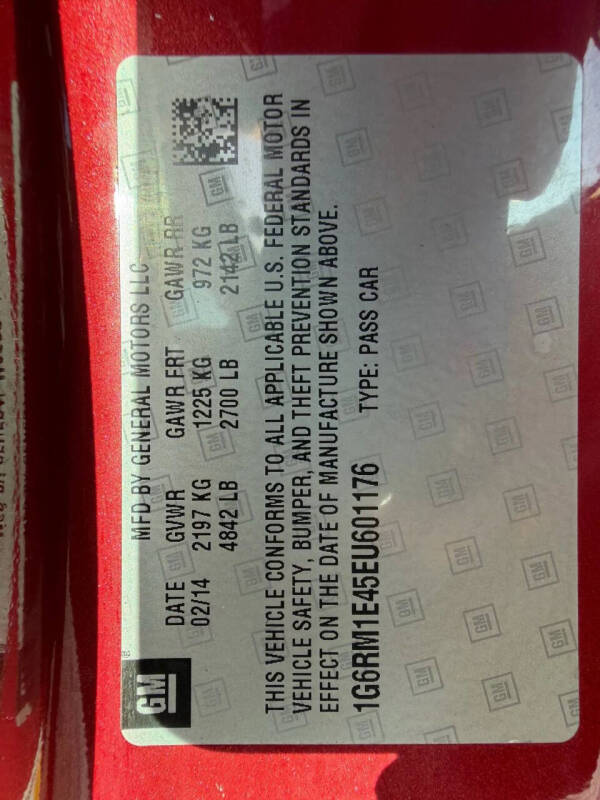 GM
MFD BY GENERAL MOTORS LLC
DATE GVWR GAWR FRT GAWR RR
02/14 2197 KG 1225 KG 972 KG
4842 LB 2700 LB 2142 LB
THIS VEHICLE CONFORMS TO ALL APPLICABLE U.S. FEDERAL MOTOR
VEHICLE SAFETY, BUMPER, AND THEFT PREVENTION STANDARDS IN
EFFECT ON THE DATE OF MANUFACTURE SHOWN ABOVE.
1G6RM1E45EU601176 TYPE: PASS CAR